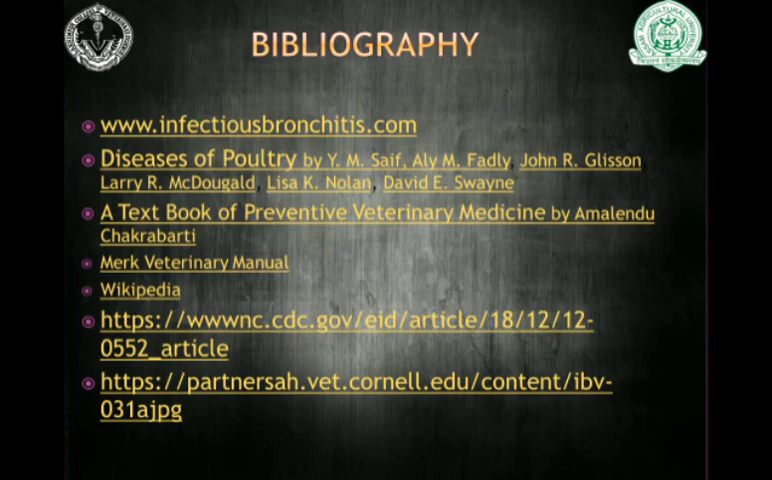 BIBLIOGRAPHY
www.infectiousbronchitis.com
Diseases of Poultry by Y. M. Saif, Aly M. Fadly, John R. Glisson,
Larry R. McDougald, Lisa K. Nolan, David E. Swayne
A Text Book of Preventive Veterinary Medicine by Amalendu
Chakrabarti
Merk Veterinary Manual
Wikipedia
https://wwwnc.cdc.gov/eid/article/18/12/12-
0552_article
https://partnersah.vet.cornell.edu/content/ibv-
031ajpg